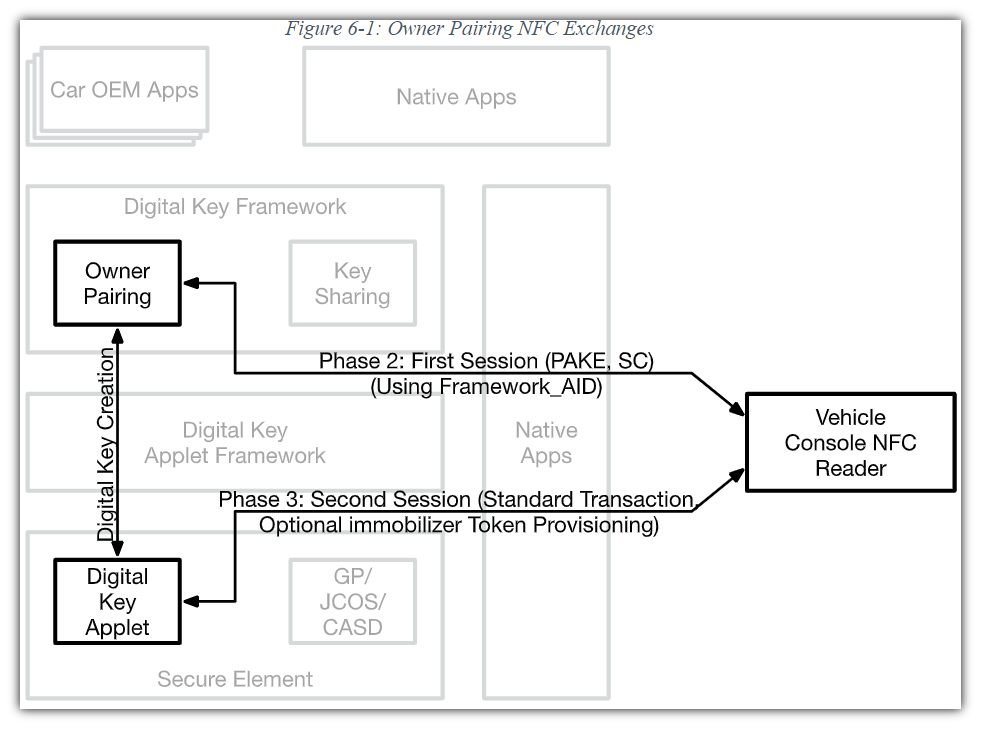 Figure 6-1: Owner Pairing NFC Exchanges
Car OEM Apps
Native Apps
Digital Key Framework
Owner
Pairing
Key
Sharing
Phase 2: First Session (PAKE, SC)
(Using Framework_AID)
Digital Key Creation
Digital Key
Applet Framework
Native
Apps
Vehicle
Console NFC
Reader
Phase 3: Second Session (Standard Transaction,
Optional immobilizer Token Provisioning)
Digital
Key
Applet
GP/
JCOS/
CASD
Secure Element